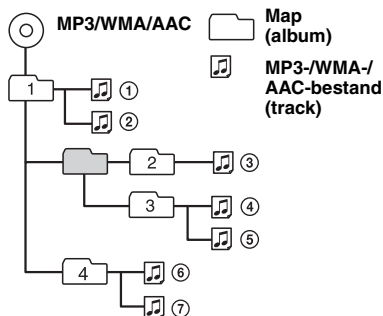 MP3/WMA/AAC
Map
(album)
MP3-/WMA-/
AAC-bestand
(track)
1
①
②
2
③
3
④
⑤
4
⑥
⑦